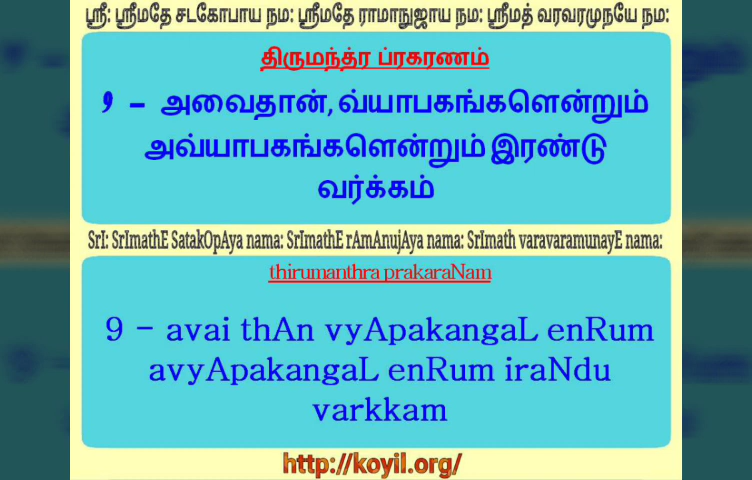 ஸ்ரீ: ஸ்ரீமதே சடகோபாய நம: ஸ்ரீமதே ராமாநுஜாய நம: ஸ்ரீமத் வரவரமுநயே நம:
திருமந்த்ர ப்ரகரணம்
9 – அவைதான், வ்யாபகங்களென்றும்
அவ்யாபகங்களென்றும் இரண்டு
வர்க்கம்
SrI: SrImathE SatakOpAya nama: SrImathE rAmAnujAya nama: SrImath varavaramunayE nama:
thirumanthra prakaraNam
9 – avai thAn vyApakangaL enRum
avyApakangaL enRum iraNdu
varkkam
http://koyil.org/